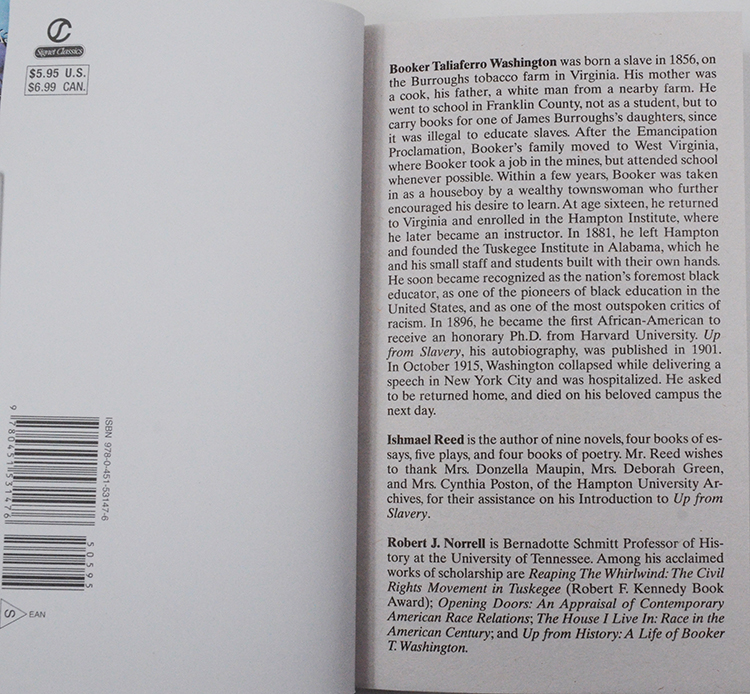 Signet Classics
$5.95 U.S.
$6.99 CAN.
ISBN 978-0-451-53147-6
9 780451 531476
50595
S
EAN
Booker Taliaferro Washington was born a slave in 1856, on
the Burroughs tobacco farm in Virginia. His mother was
a cook, his father, a white man from a nearby farm. He
went to school in Franklin County, not as a student, but to
carry books for one of James Burroughs's daughters, since
it was illegal to educate slaves. After the Emancipation
Proclamation, Booker's family moved to West Virginia,
where Booker took a job in the mines, but attended school
whenever possible. Within a few years, Booker was taken
in as a houseboy by a wealthy townswoman who further
encouraged his desire to learn. At age sixteen, he returned
to Virginia and enrolled in the Hampton Institute, where
he later became an instructor. In 1881, he left Hampton
and founded the Tuskegee Institute in Alabama, which he
and his small staff and students built with their own hands.
He soon became recognized as the nation's foremost black
educator, as one of the pioneers of black education in the
United States, and as one of the most outspoken critics of
racism. In 1896, he became the first African-American to
receive an honorary Ph.D. from Harvard University. Up
from Slavery, his autobiography, was published in 1901.
In October 1915, Washington collapsed while delivering a
speech in New York City and was hospitalized. He asked
to be returned home, and died on his beloved campus the
next day.
Ishmael Reed is the author of nine novels, four books of es-
says, five plays, and four books of poetry. Mr. Reed wishes
to thank Mrs. Donzella Maupin, Mrs. Deborah Green,
and Mrs. Cynthia Poston, of the Hampton University Ar-
chives, for their assistance on his Introduction to Up from
Slavery.
Robert J. Norrell is Bernadotte Schmitt Professor of His-
tory at the University of Tennessee. Among his acclaimed
works of scholarship are Reaping The Whirlwind: The Civil
Rights Movement in Tuskegee (Robert F. Kennedy Book
Award); Opening Doors: An Appraisal of Contemporary
American Race Relations; The House I Live In: Race in the
American Century; and Up from History: A Life of Booker
T. Washington.